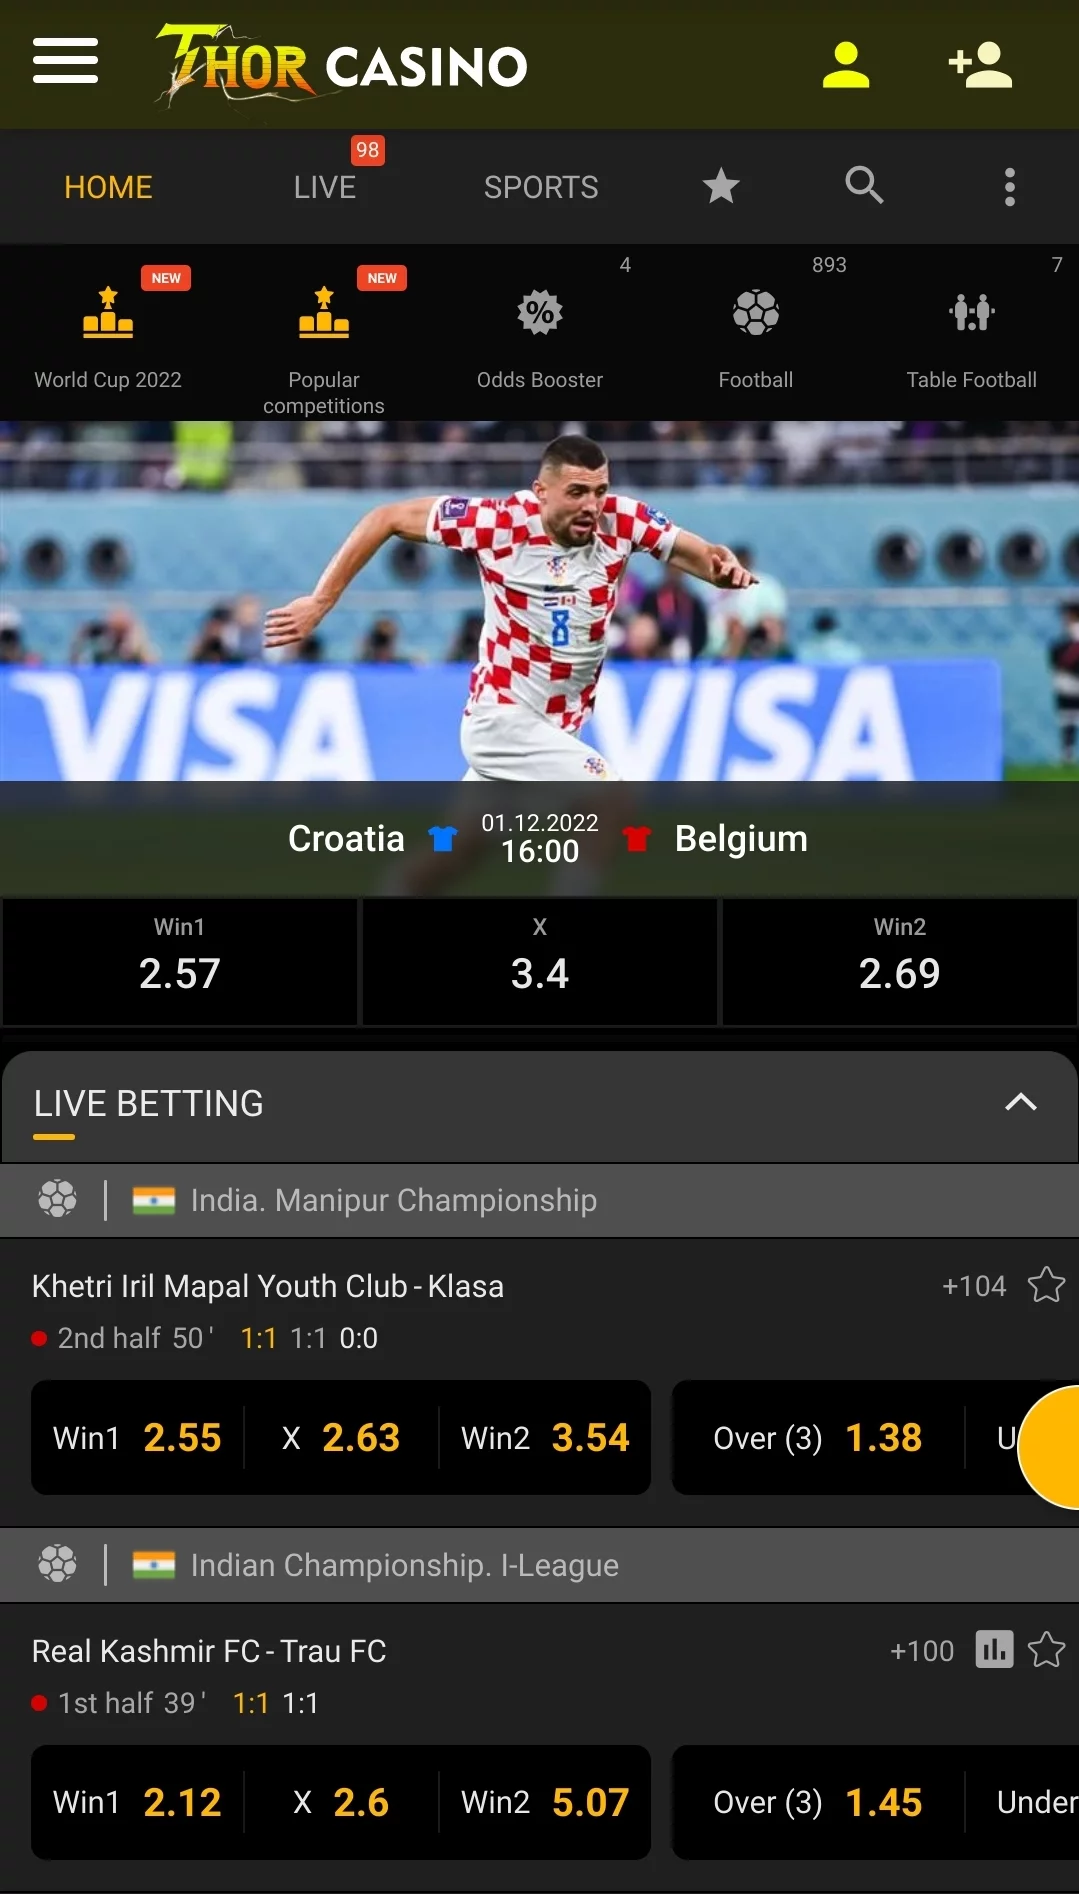 THOR CASINO
HOME
LIVE
98
SPORTS
NEW
World Cup 2022
NEW
Popular
competitions
4
Odds Booster
893
Football
7
Table Football
8
VISA
VISA
Croatia
01.12.2022
16:00
Belgium
Win1
2.57
X
3.4
Win2
2.69
LIVE BETTING
India. Manipur Championship
Khetri Iril Mapal Youth Club - Klasa
+104
2nd half 50 ' 1:1 1:1 0:0
Win1 2.55 X 2.63 Win2 3.54 Over (3) 1.38 U
Indian Championship. I-League
Real Kashmir FC - Trau FC
+100
1st half 39 ' 1:1 1:1
Win1 2.12 X 2.6 Win2 5.07 Over (3) 1.45 Under